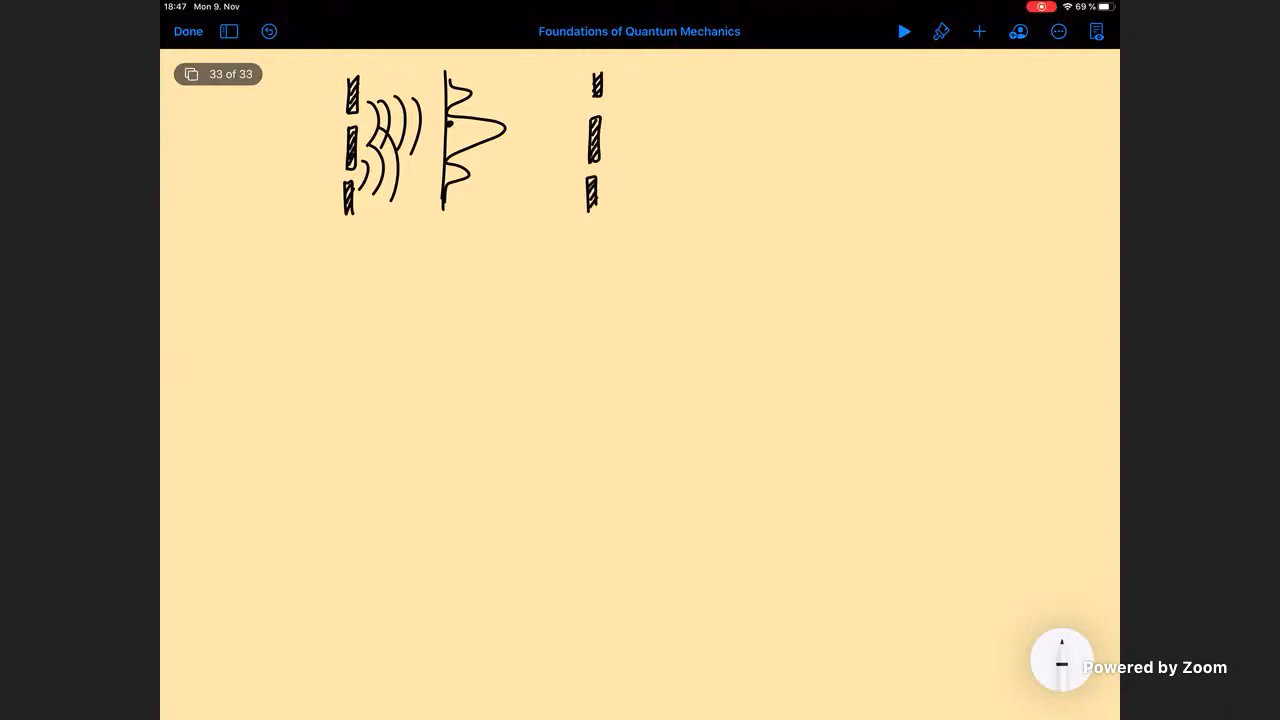 18:47 Mon 9. Nov 69 %
Done Foundations of Quantum Mechanics
33 of 33
Powered by Zoom